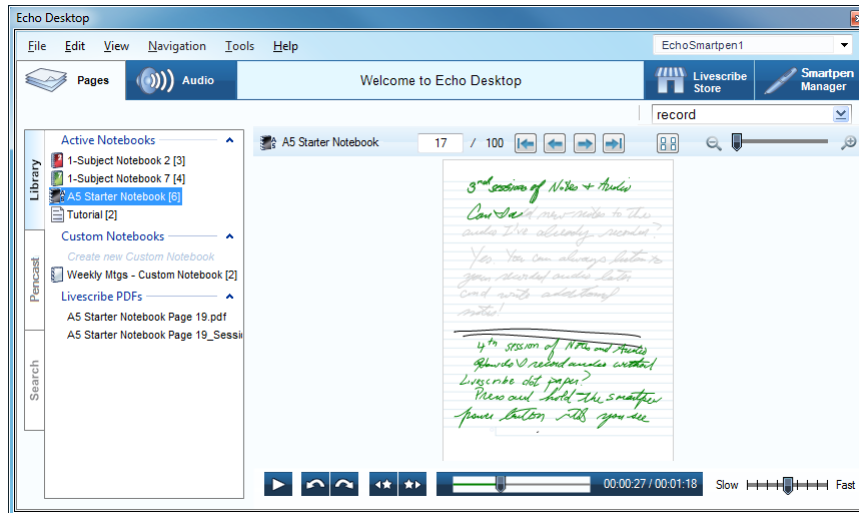 Echo Desktop
File Edit View Navigation Tools Help
EchoSmartpen1
Pages
Audio
Welcome to Echo Desktop
Livescribe Store
Smartpen Manager
record
Library
Pencast
Search
Active Notebooks
1-Subject Notebook 2 [3]
1-Subject Notebook 7 [4]
A5 Starter Notebook [6]
Tutorial [2]
Custom Notebooks
Create new Custom Notebook
Weekly Mtgs - Custom Notebook [2]
Livescribe PDFs
A5 Starter Notebook Page 19.pdf
A5 Starter Notebook Page 19_Sessi
A5 Starter Notebook 17 / 100
3rd session of Notes + Audio
Can I add new notes to the
audio I've already recorded?
Yes. You can always listen to
your recorded audio later
and write additional
notes!
4th session of Notes and Audio
How do I record audio without
Livescribe dot paper?
Press and hold the smartpen
power button until you see
00:00:27 / 00:01:18
Slow Fast